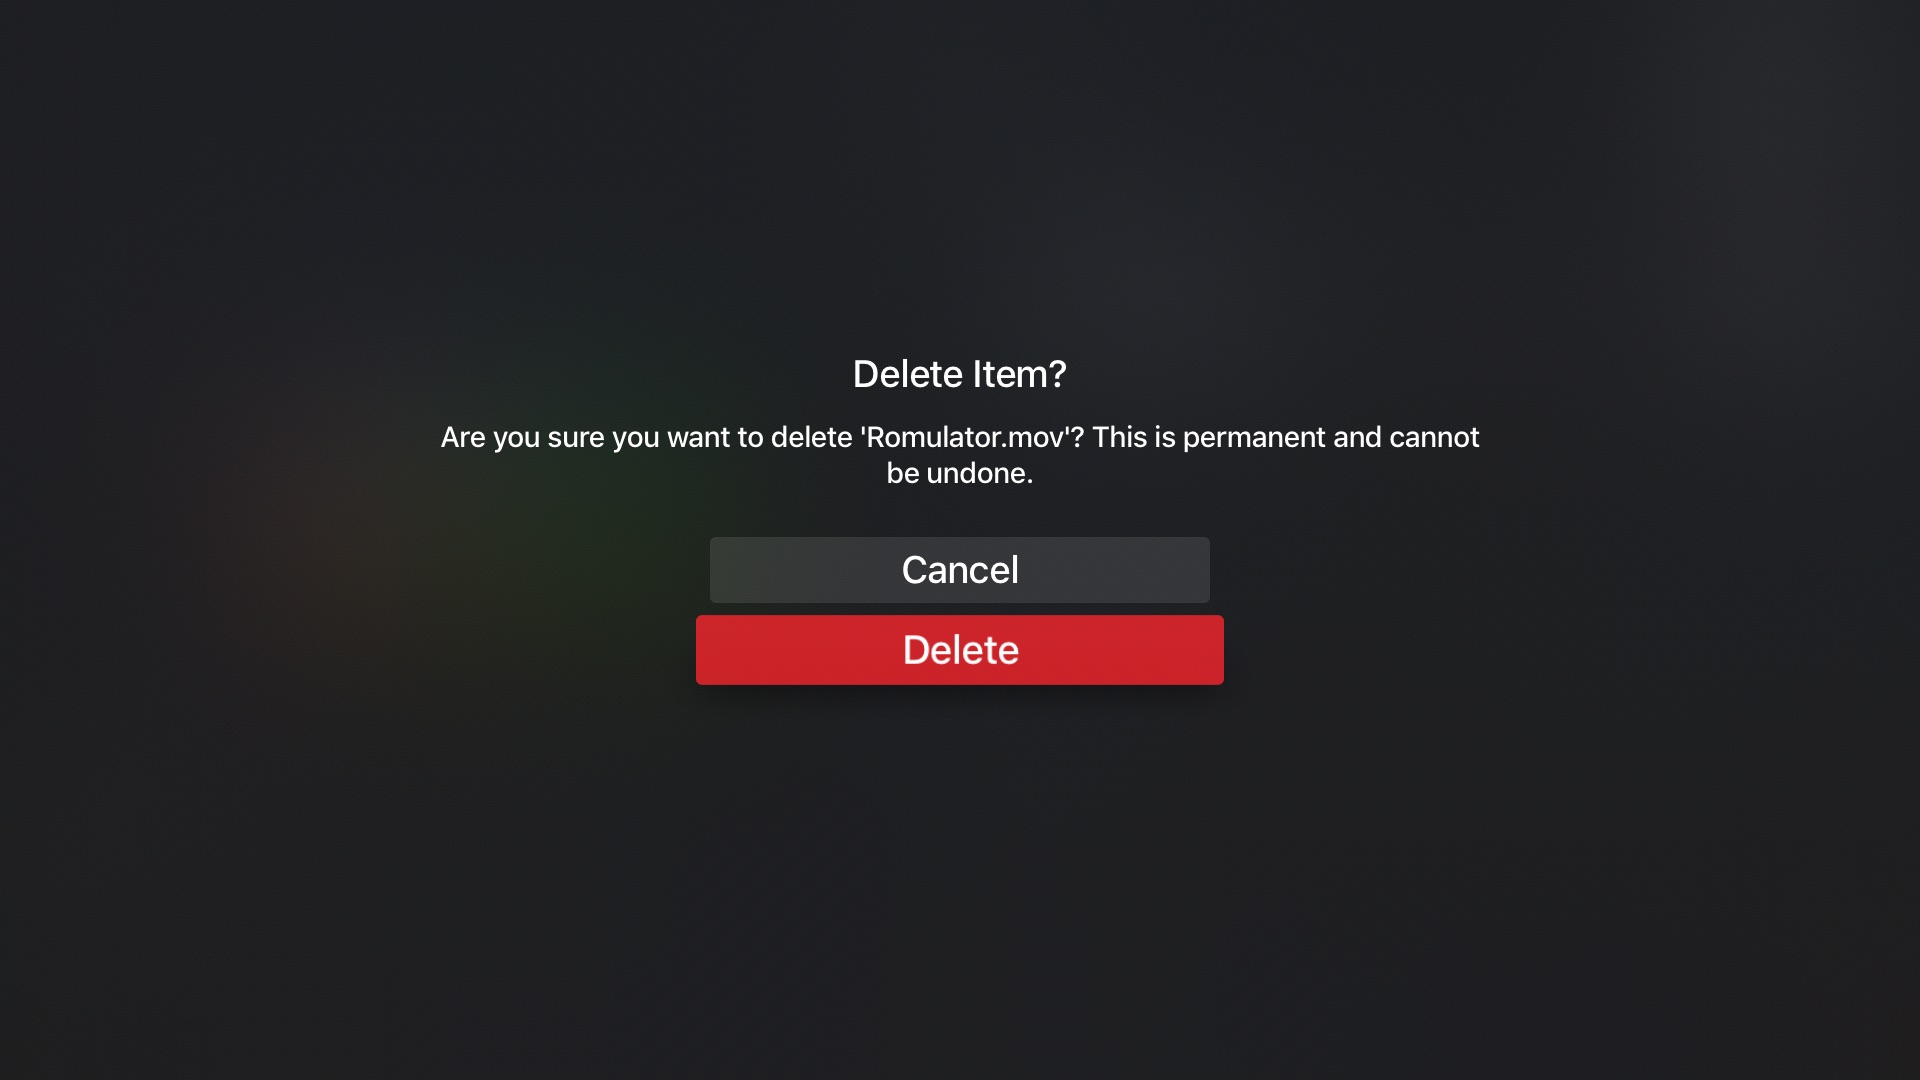 Delete Item?
Are you sure you want to delete 'Romulator.mov'? This is permanent and cannot
be undone.
Cancel
Delete